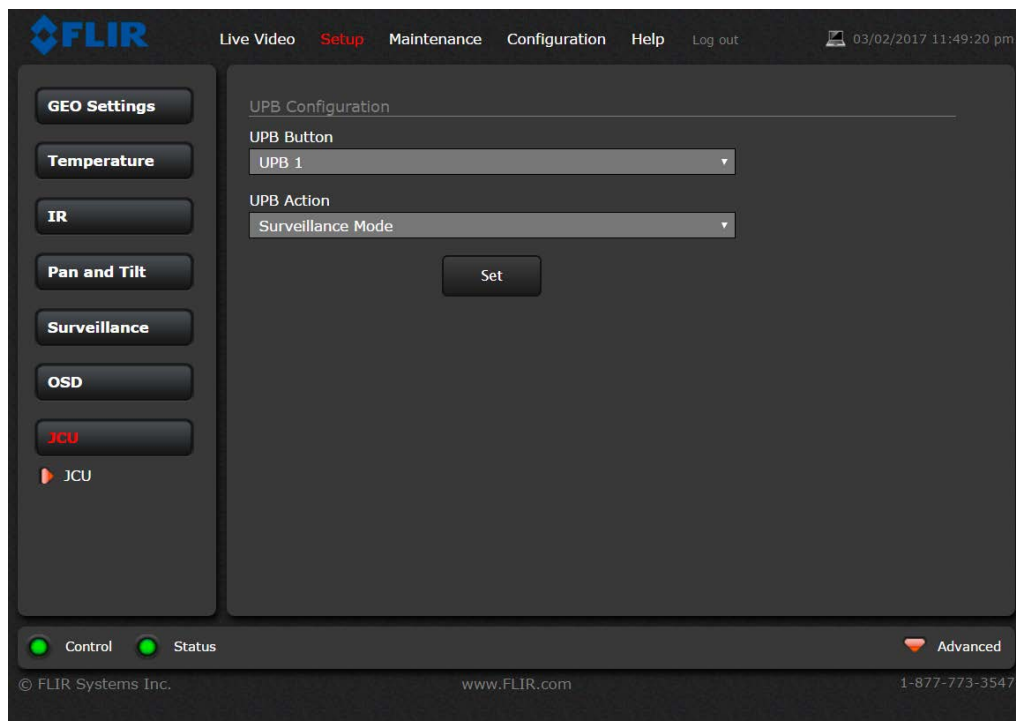 FLIR
Live Video Setup Maintenance Configuration Help Log out 03/02/2017 11:49:20 pm
GEO Settings
Temperature
IR
Pan and Tilt
Surveillance
OSD
JCU
JCU
UPB Configuration
UPB Button
UPB 1
UPB Action
Surveillance Mode
Set
Control Status Advanced
© FLIR Systems Inc. www.FLIR.com 1-877-773-3547